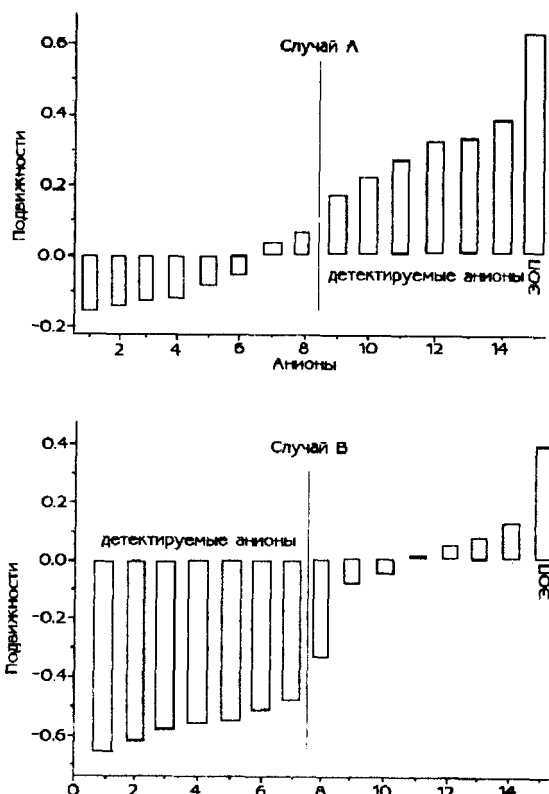 Случай А
0.6
0.4
0.2
0.0
-0.2
Подвижности
детектируемые анионы
ЭОП
2 4 6 8 10 12 14
Анионы
Случай В
0.4
0.2
0.0
-0.2
-0.4
-0.6
Подвижности
детектируемые анионы
ЭОП
0 2 4 6 8 10 12 14